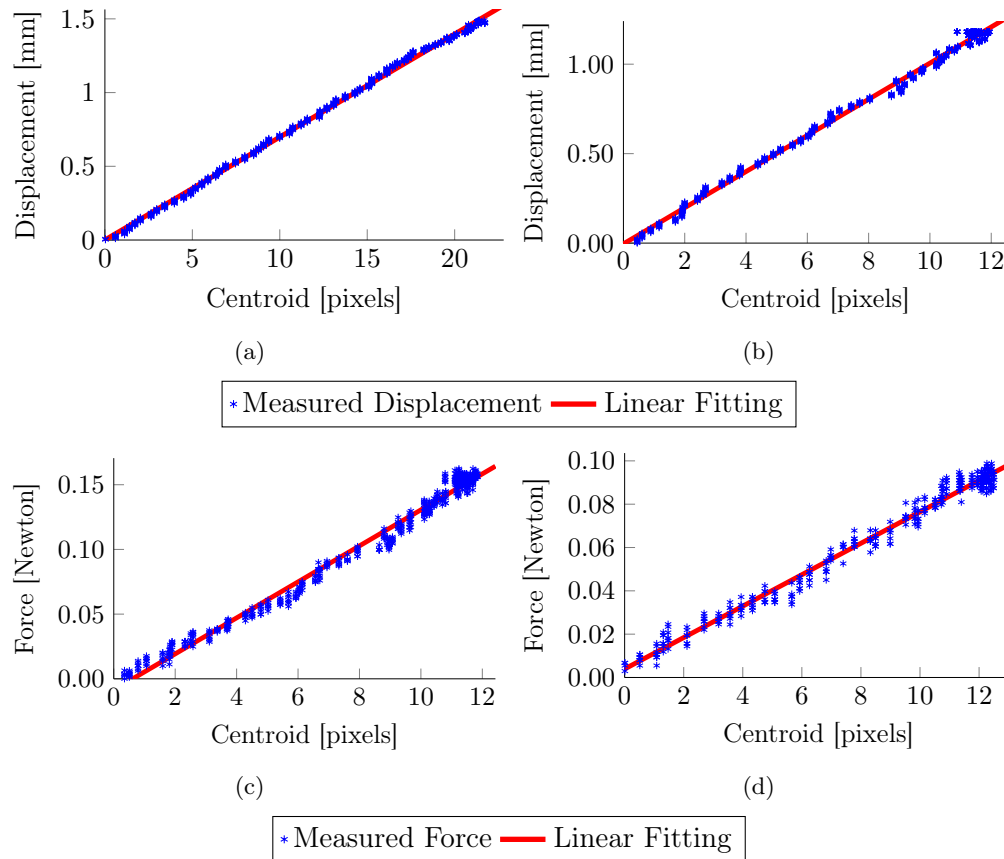 Displacement [mm]
1.5
1
0.5
0
0 5 10 15 20
Centroid [pixels]
(a)
Displacement [mm]
1.00
0.50
0.00
0 2 4 6 8 10 12
Centroid [pixels]
(b)
Measured Displacement Linear Fitting
Force [Newton]
0.15
0.10
0.05
0.00
0 2 4 6 8 10 12
Centroid [pixels]
(c)
Force [Newton]
0.10
0.08
0.06
0.04
0.02
0.00
0 2 4 6 8 10 12
Centroid [pixels]
(d)
Measured Force Linear Fitting